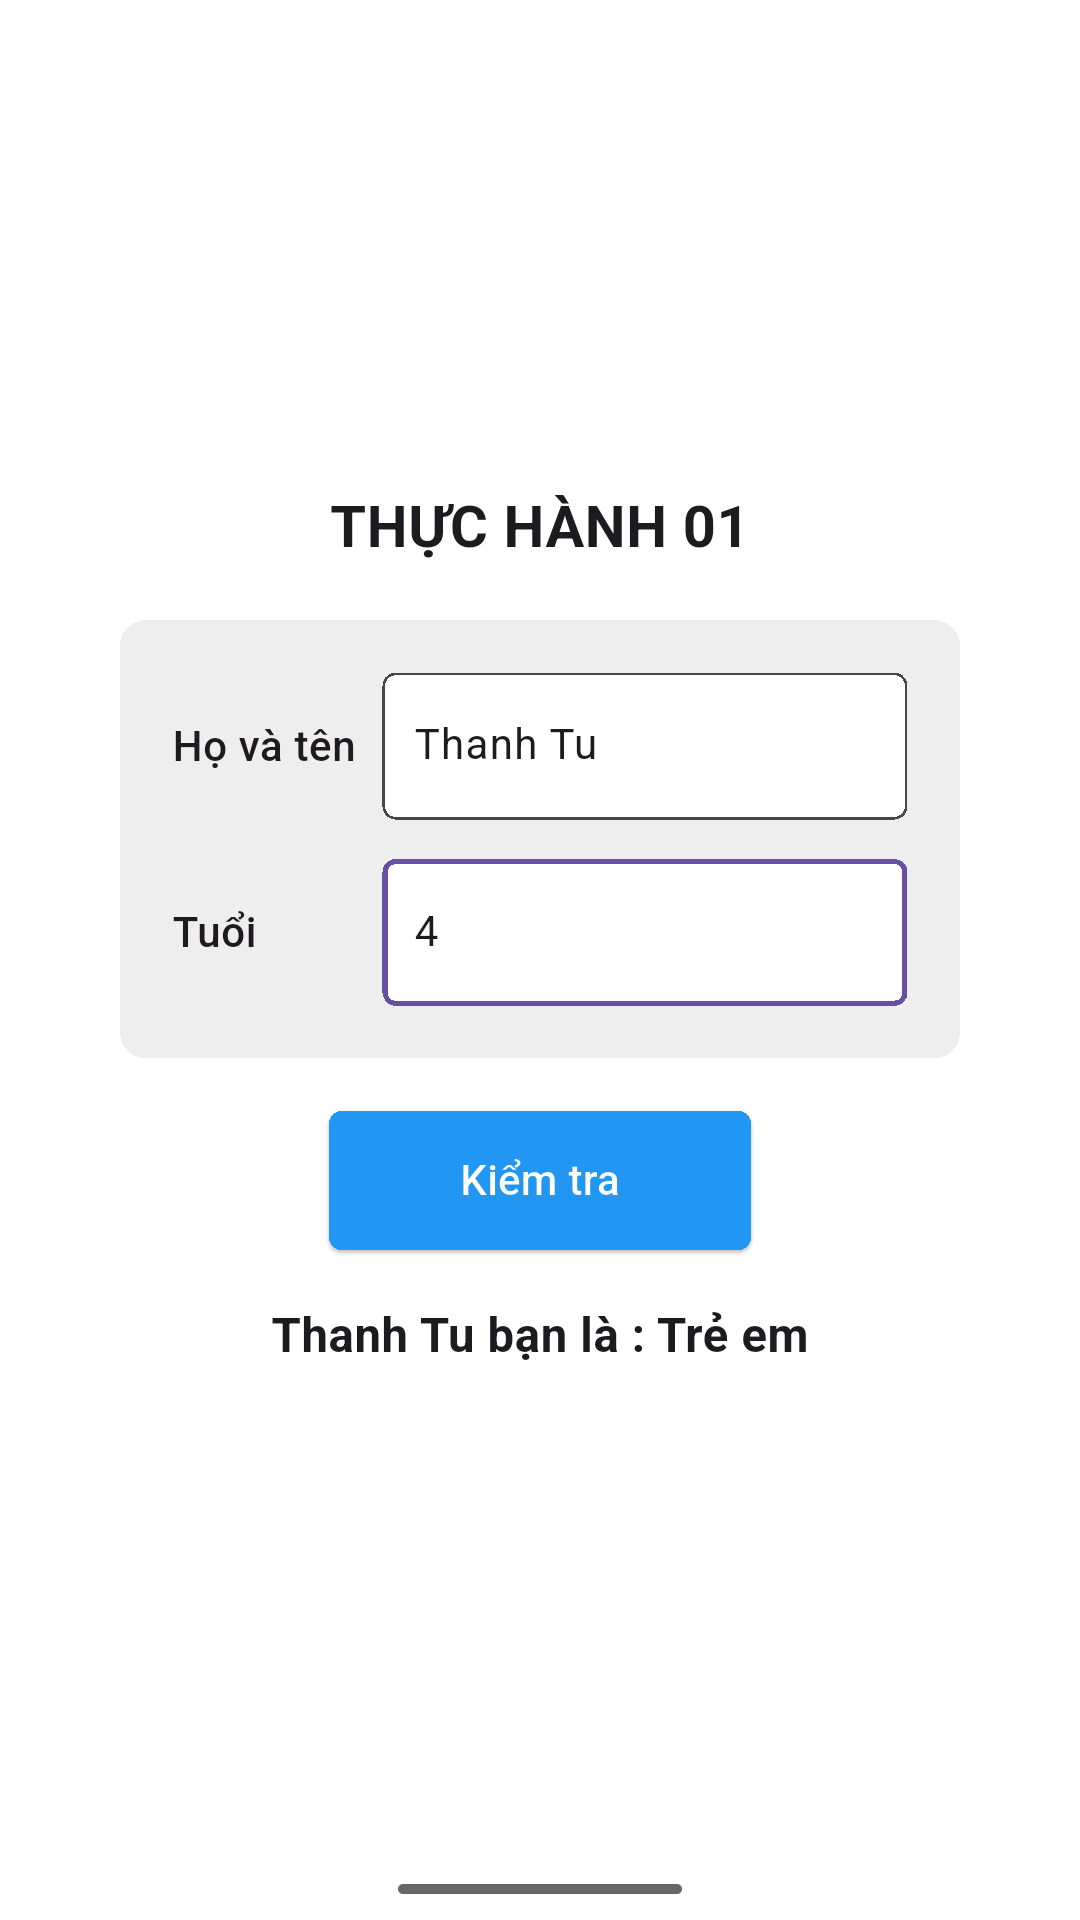 THỰC HÀNH 01
Họ và tên Thanh Tu
Tuổi 4
Kiểm tra
Thanh Tu bạn là : Trẻ em